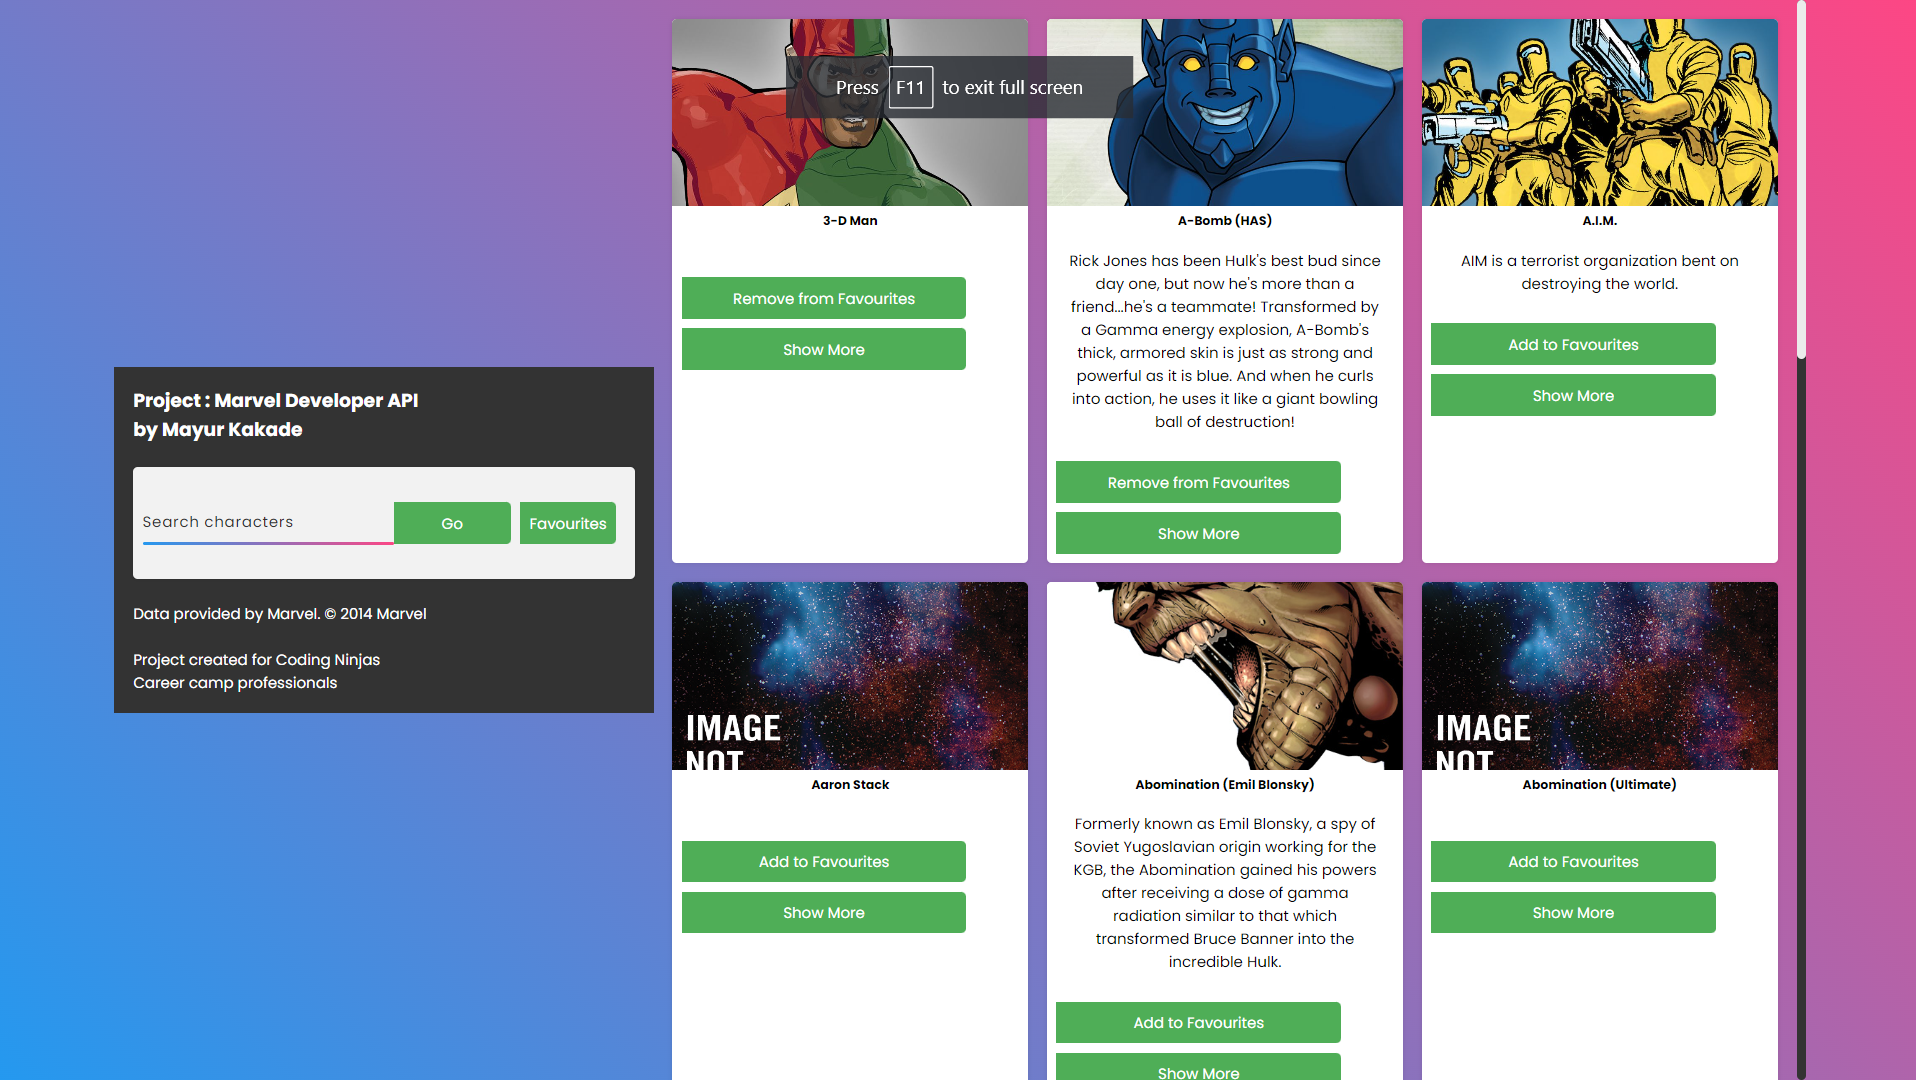 Press F11 to exit full screen
Project : Marvel Developer API
by Mayur Kakade
Search characters
Go
Favourites
Data provided by Marvel. © 2014 Marvel
Project created for Coding Ninjas
Career camp professionals
3-D Man
Remove from Favourites
Show More
A-Bomb (HAS)
Rick Jones has been Hulk's best bud since
day one, but now he's more than a
friend...he's a teammate! Transformed by
a Gamma energy explosion, A-Bomb's
thick, armored skin is just as strong and
powerful as it is blue. And when he curls
into action, he uses it like a giant bowling
ball of destruction!
Remove from Favourites
Show More
A.I.M.
AIM is a terrorist organization bent on
destroying the world.
Add to Favourites
Show More
IMAGE
NOT
Aaron Stack
Add to Favourites
Show More
Abomination (Emil Blonsky)
Formerly known as Emil Blonsky, a spy of
Soviet Yugoslavian origin working for the
KGB, the Abomination gained his powers
after receiving a dose of gamma
radiation similar to that which
transformed Bruce Banner into the
incredible Hulk.
Add to Favourites
Show More
IMAGE
NOT
Abomination (Ultimate)
Add to Favourites
Show More